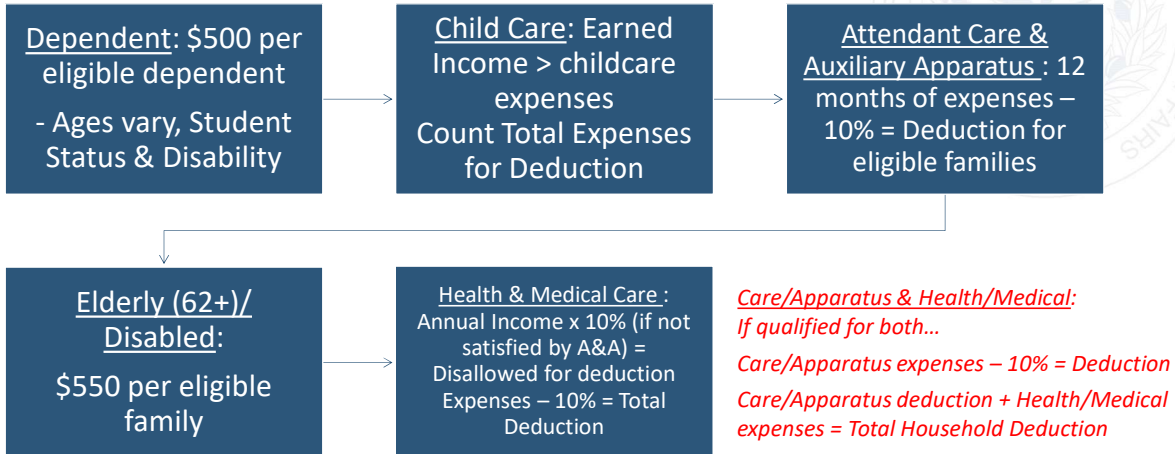 Dependent: $500 per
eligible dependent
- Ages vary, Student
Status & Disability
Child Care: Earned
Income > childcare
expenses
Count Total Expenses
for Deduction
Attendant Care &
Auxiliary Apparatus : 12
months of expenses –
10% = Deduction for
eligible families
Elderly (62+)/
Disabled:
$550 per eligible
family
Health & Medical Care :
Annual Income x 10% (if not
satisfied by A&A) =
Disallowed for deduction
Expenses – 10% = Total
Deduction
Care/Apparatus & Health/Medical:
If qualified for both…
Care/Apparatus expenses – 10% = Deduction
Care/Apparatus deduction + Health/Medical
expenses = Total Household Deduction